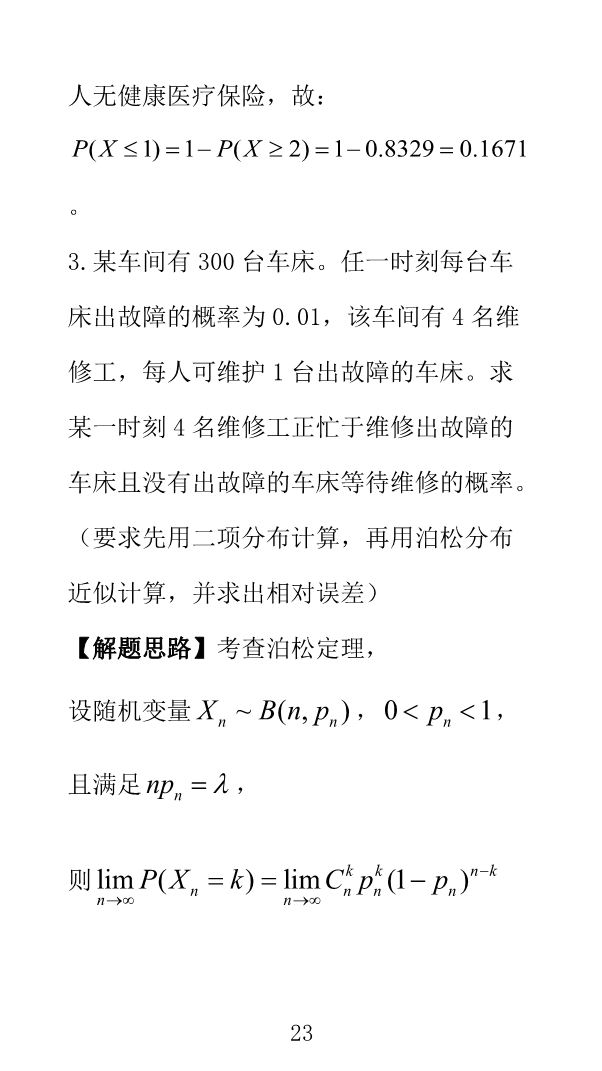 人无健康医疗保险，故：
P(X ≤ 1) = 1 − P(X ≥ 2) = 1 − 0.8329 = 0.1671
。
3.某车间有 300 台车床。任一时刻每台车
床出故障的概率为 0.01，该车间有 4 名维
修工，每人可维护 1 台出故障的车床。求
某一时刻 4 名维修工正忙于维修出故障的
车床且没有出故障的车床等待维修的概率。
（要求先用二项分布计算，再用泊松分布
近似计算，并求出相对误差）
【解题思路】考查泊松定理，
设随机变量 X_n ~ B(n, p_n)，0 < p_n < 1，
且满足 np_n = λ，
则 lim_{n→∞} P(X_n = k) = lim_{n→∞} C_n^k p_n^k (1 − p_n)^{n−k}
23